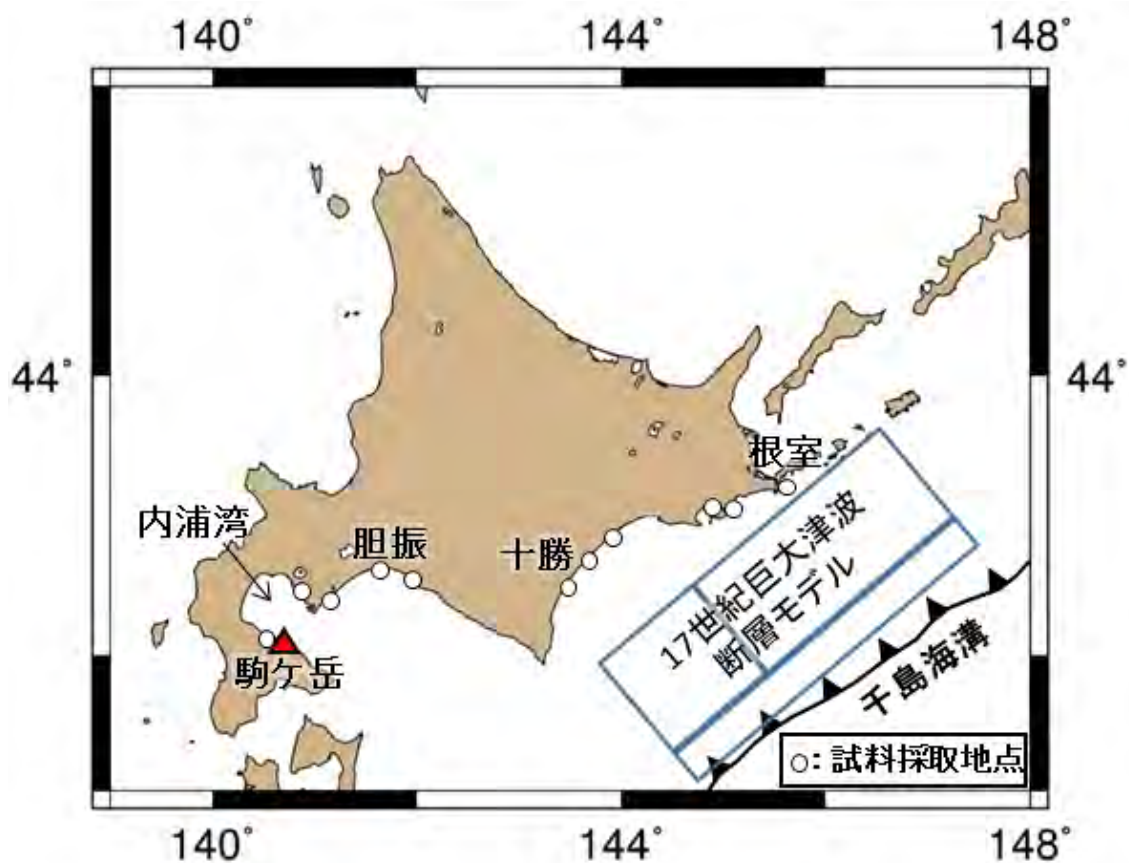 140°
144°
148°
44°
44°
根室
内浦湾
胆振
十勝
17世紀巨大津波
断層モデル
駒ケ岳
千島海溝
○：試料採取地点
140°
144°
148°